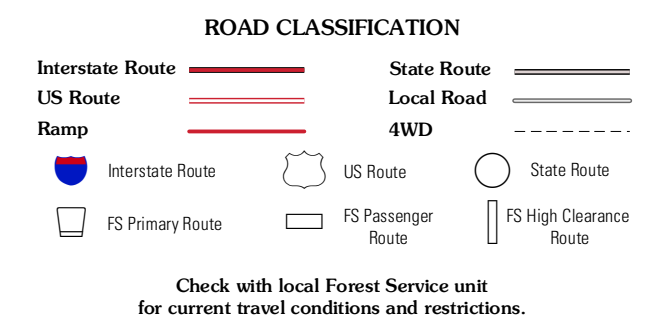 ROAD CLASSIFICATION
Interstate Route
State Route
US Route
Local Road
Ramp
4WD
Interstate Route
US Route
State Route
FS Primary Route
FS Passenger
Route
FS High Clearance
Route
Check with local Forest Service unit
for current travel conditions and restrictions.